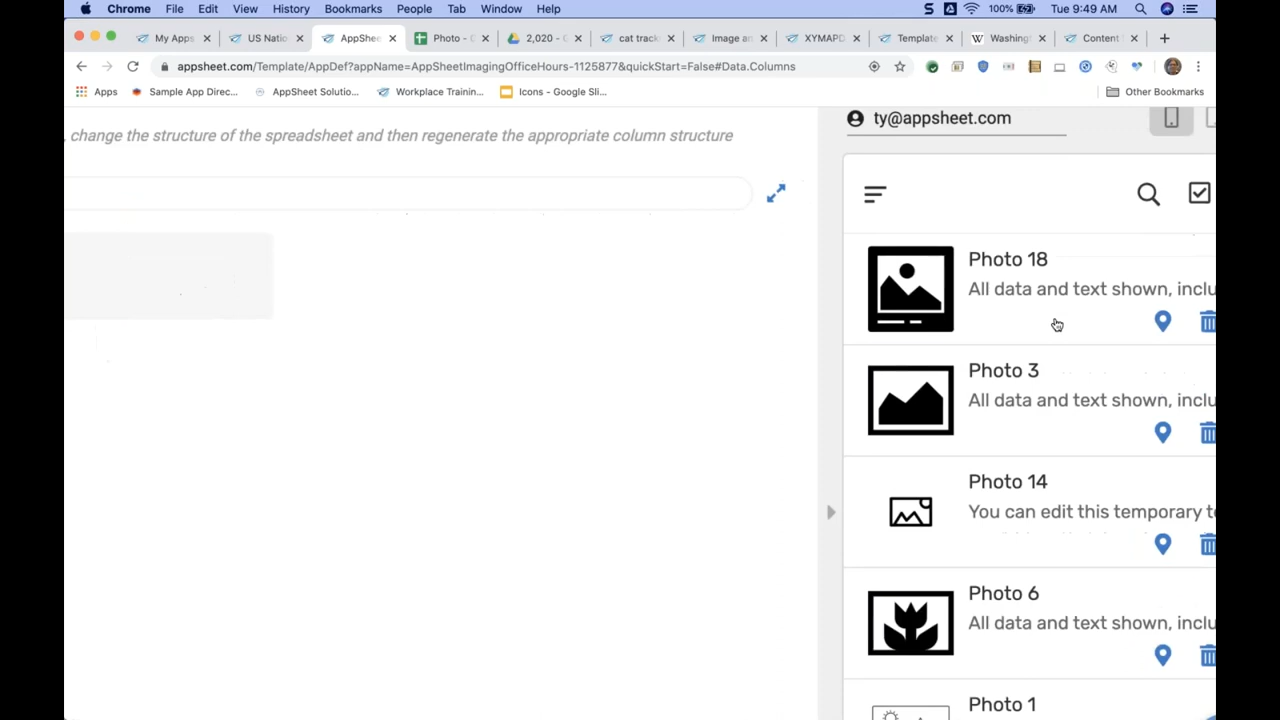 Chrome File Edit View History Bookmarks People Tab Window Help
100% Tue 9:49 AM
My Apps
US Natio
AppShee
Photo - G
2,020 - G
cat track
Image an
XYMAPD
Template
Washing
Content
appsheet.com/Template/AppDef?appName=AppSheetImagingOfficeHours-1125877&quickStart=False#Data.Columns
Apps
Sample App Direc...
AppSheet Solutio...
Workplace Trainin...
Icons - Google Sli...
Other Bookmarks
, change the structure of the spreadsheet and then regenerate the appropriate column structure
ty@appsheet.com
Photo 18
All data and text shown, inclu
Photo 3
All data and text shown, inclu
Photo 14
You can edit this temporary t
Photo 6
All data and text shown, inclu
Photo 1